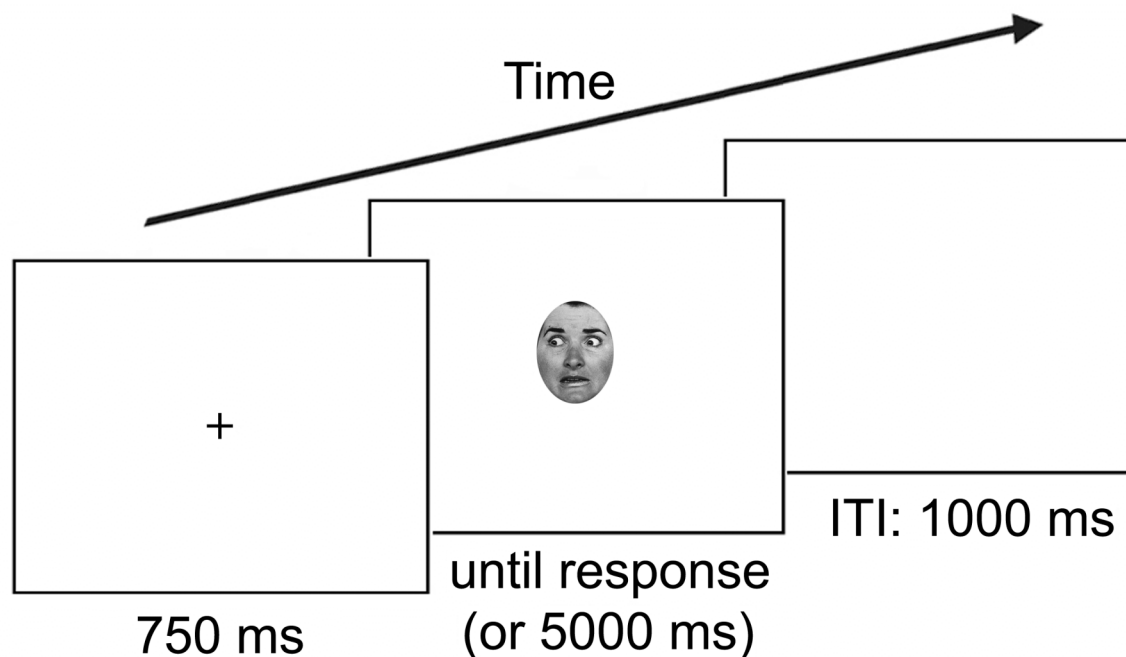 Time
+
750 ms
until response
(or 5000 ms)
ITI: 1000 ms